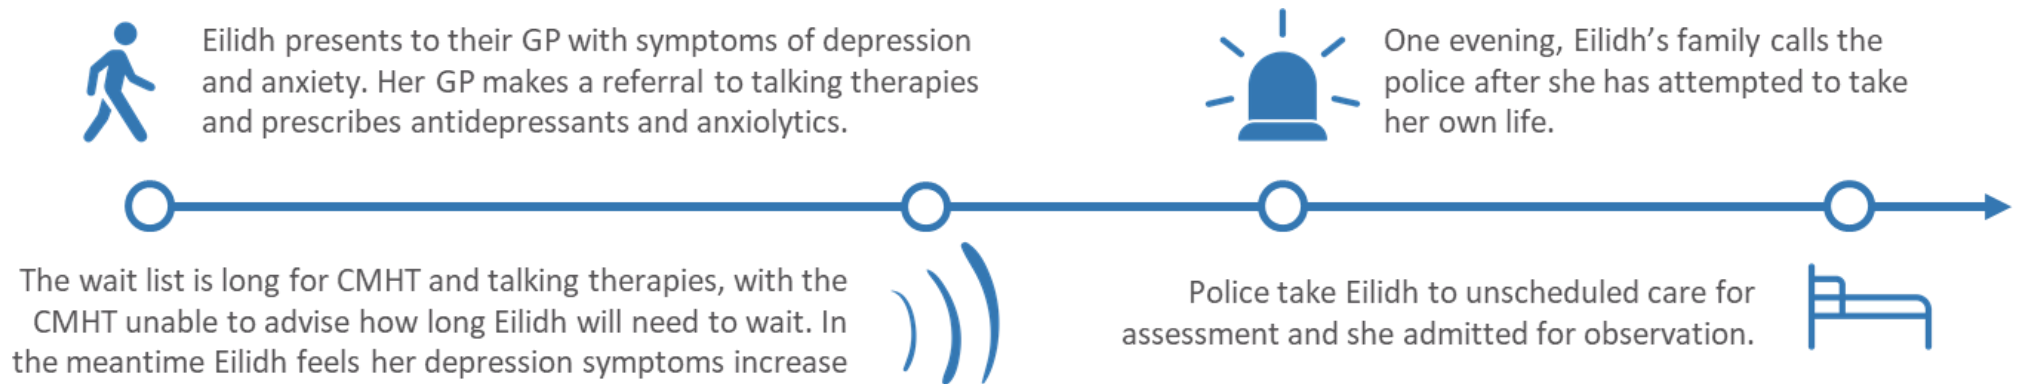 Eilidh presents to their GP with symptoms of depression
and anxiety. Her GP makes a referral to talking therapies
and prescribes antidepressants and anxiolytics.
The wait list is long for CMHT and talking therapies, with the
CMHT unable to advise how long Eilidh will need to wait. In
the meantime Eilidh feels her depression symptoms increase
One evening, Eilidh’s family calls the
police after she has attempted to take
her own life.
Police take Eilidh to unscheduled care for
assessment and she admitted for observation.